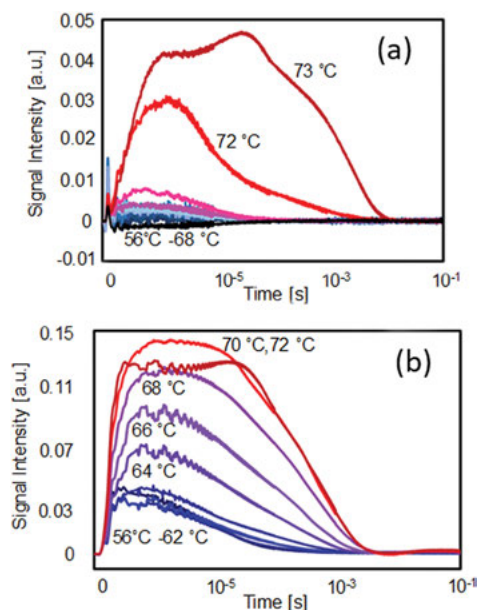 0.05
(a)
0.04
0.03
0.02
0.01
0
-0.01
Signal Intensity [a.u.]
73 °C
72 °C
56°C -68 °C
0
10-5
10-3
10-1
Time [s]
0.15
(b)
0.11
0.07
0.03
0
Signal Intensity [a.u.]
70 °C,72 °C
68 °C
66 °C
64 °C
56°C -62 °C
0
10-5
10-3
10-1
Time [s]